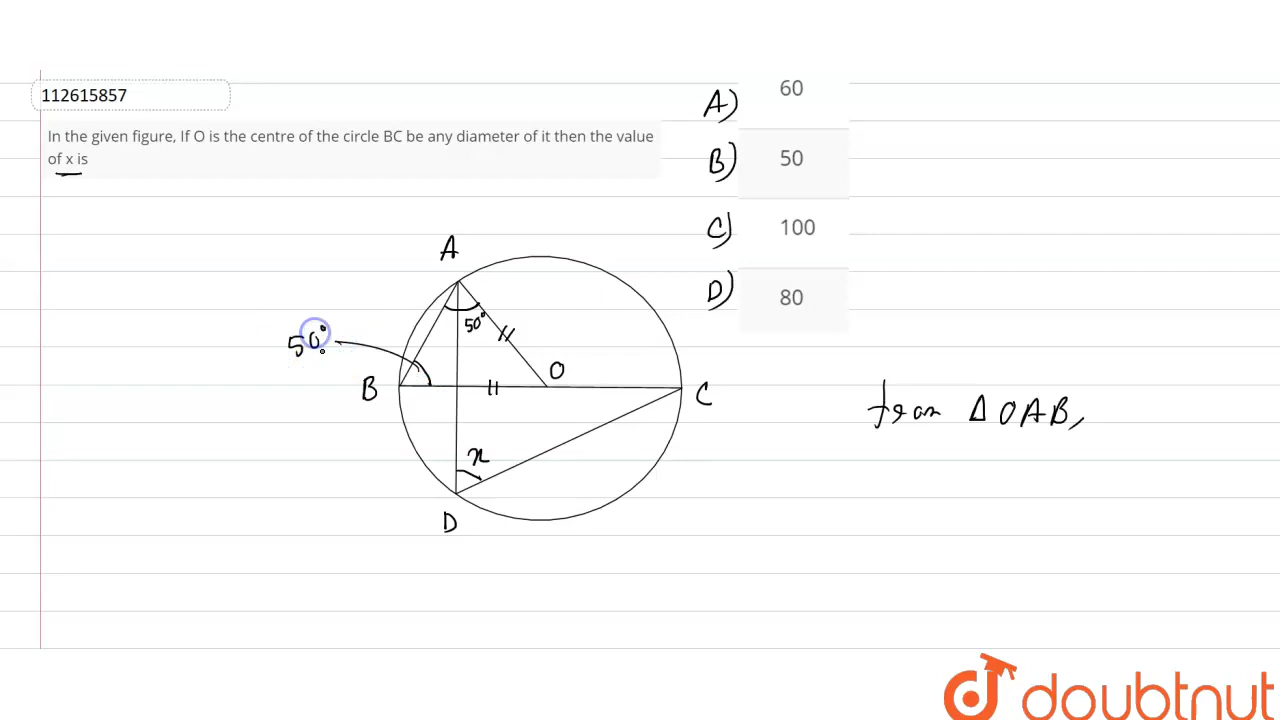 112615857
In the given figure, If O is the centre of the circle BC be any diameter of it then the value
of x is
A) 60
B) 50
C) 100
D) 80
A
50°
50°
O
B
C
x
D
from △OAB,
doubtnut